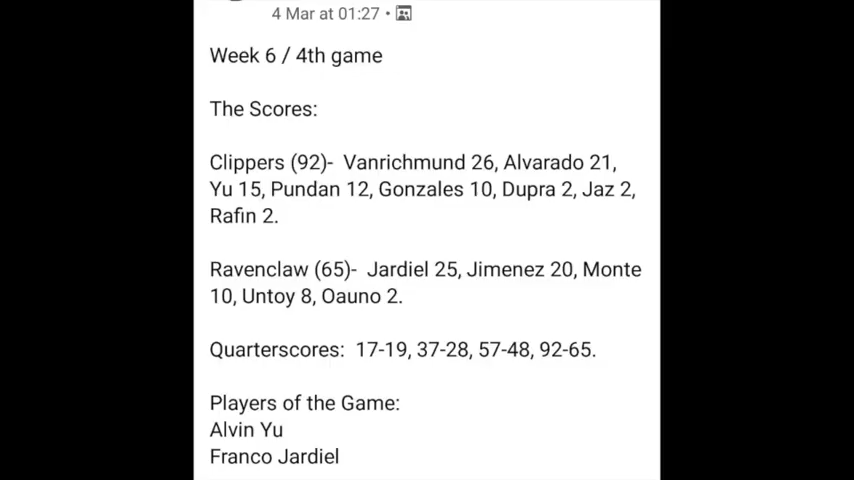 4 Mar at 01:27 •
Week 6 / 4th game
The Scores:
Clippers (92)-  Vanrichmund 26, Alvarado 21,
Yu 15, Pundan 12, Gonzales 10, Dupra 2, Jaz 2,
Rafin 2.
Ravenclaw (65)-  Jardiel 25, Jimenez 20, Monte
10, Untoy 8, Oauno 2.
Quarterscores:  17-19, 37-28, 57-48, 92-65.
Players of the Game:
Alvin Yu
Franco Jardiel